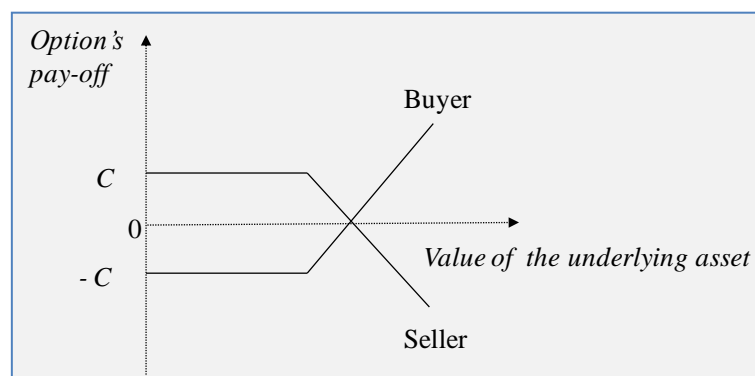 Option's
pay-off
Buyer
C
0
Value of the underlying asset
- C
Seller